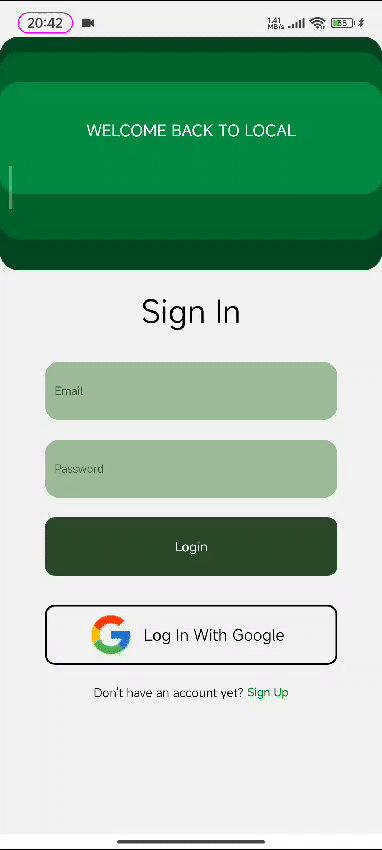 20:42
1.41
MB/s
55
WELCOME BACK TO LOCAL
Sign In
Email
Password
Login
Log In With Google
Don't have an account yet? Sign Up